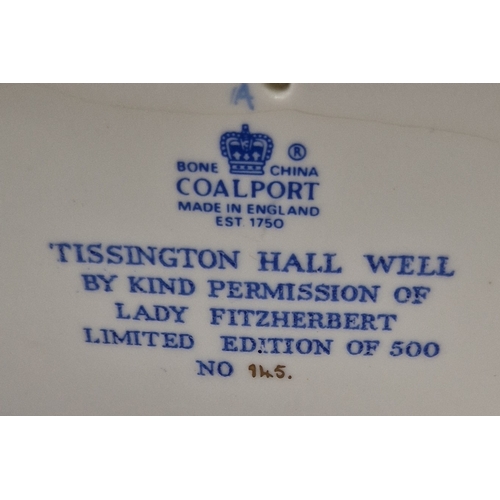 A
BONE CHINA ®
COALPORT
MADE IN ENGLAND
EST 1750
TISSINGTON HALL WELL
BY KIND PERMISSION OF
LADY FITZHERBERT
LIMITED EDITION OF 500
NO 145.